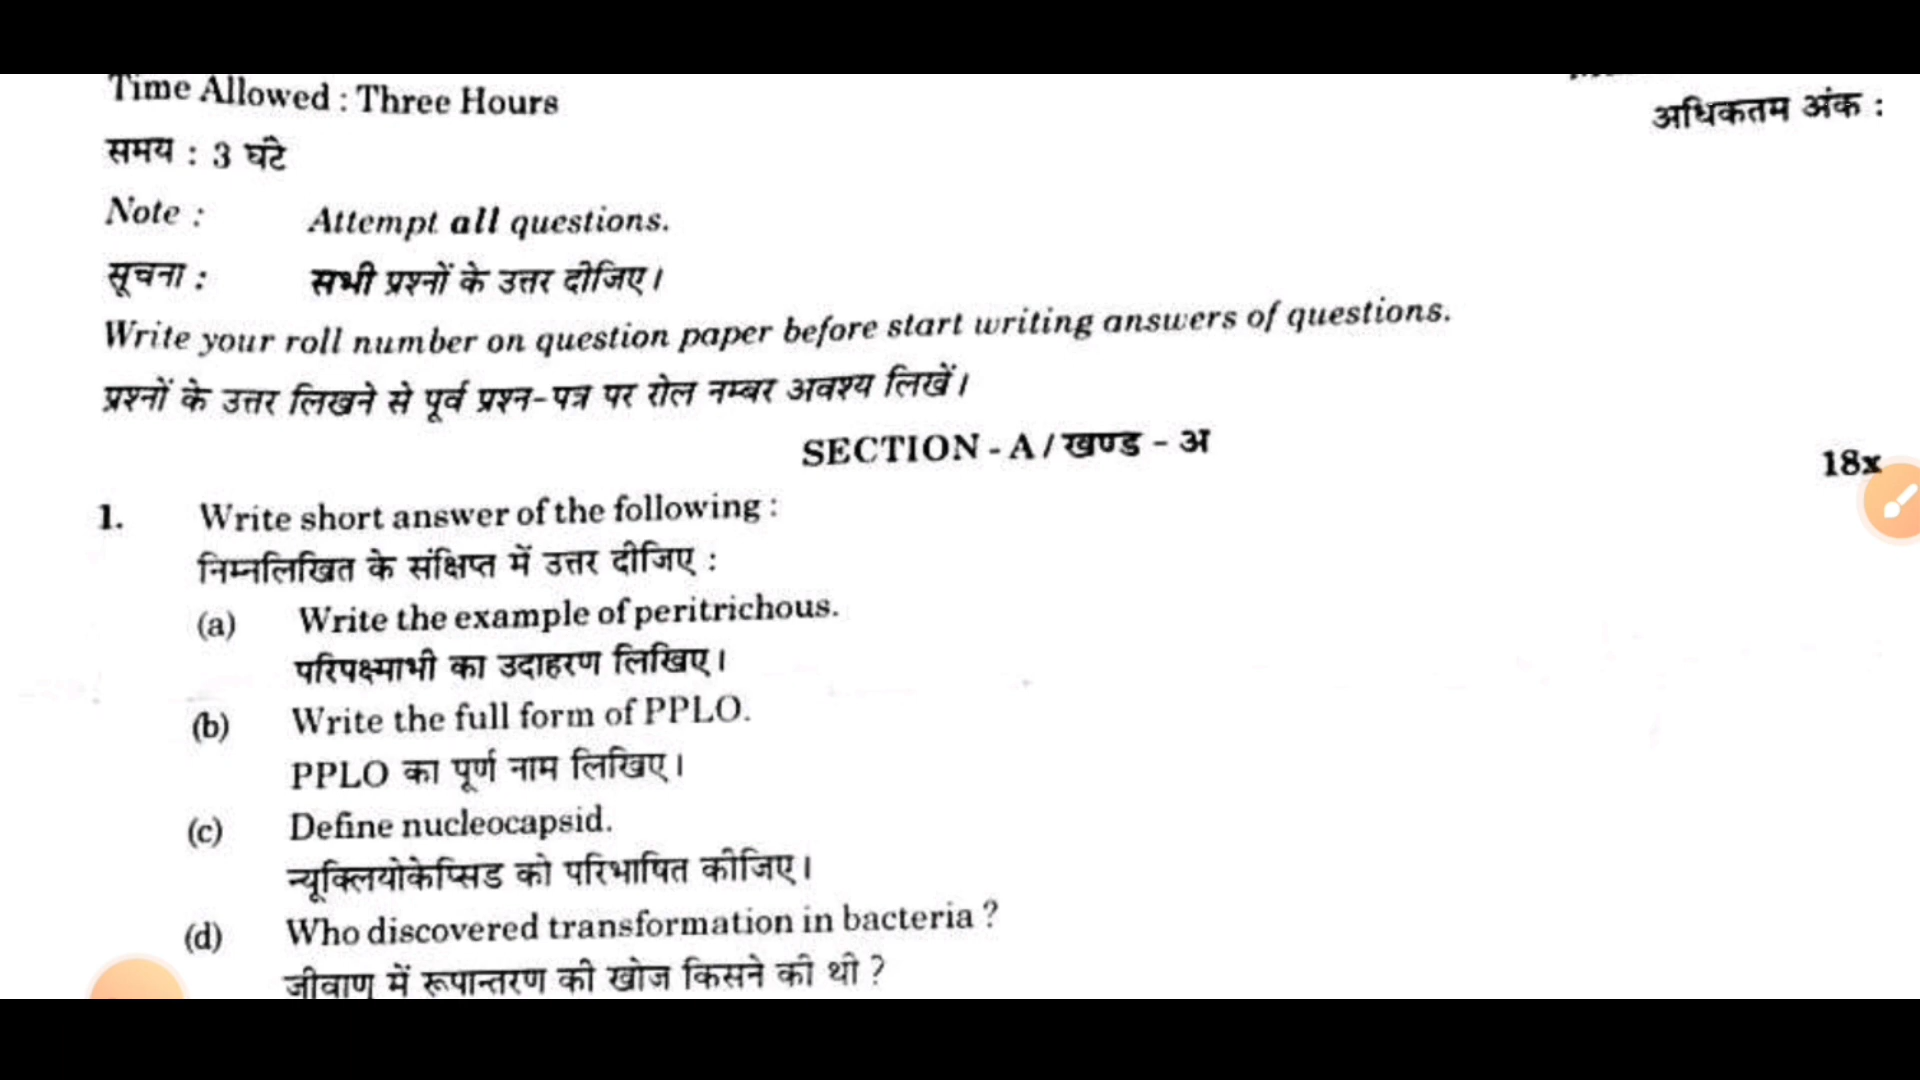 Time Allowed : Three Hours
अधिकतम अंक :
समय : 3 घंटे
Note : Attempt all questions.
सूचना : सभी प्रश्नों के उत्तर दीजिए।
Write your roll number on question paper before start writing answers of questions.
प्रश्नों के उत्तर लिखने से पूर्व प्रश्न-पत्र पर रोल नम्बर अवश्य लिखें।
SECTION - A / खण्ड - अ
18x
1. Write short answer of the following :
निम्नलिखित के संक्षिप्त में उत्तर दीजिए :
(a) Write the example of peritrichous.
परिपक्ष्माभी का उदाहरण लिखिए।
(b) Write the full form of PPLO.
PPLO का पूर्ण नाम लिखिए।
(c) Define nucleocapsid.
न्यूक्लियोकेप्सिड को परिभाषित कीजिए।
(d) Who discovered transformation in bacteria ?
जीवाणु में रूपान्तरण की खोज किसने की थी ?